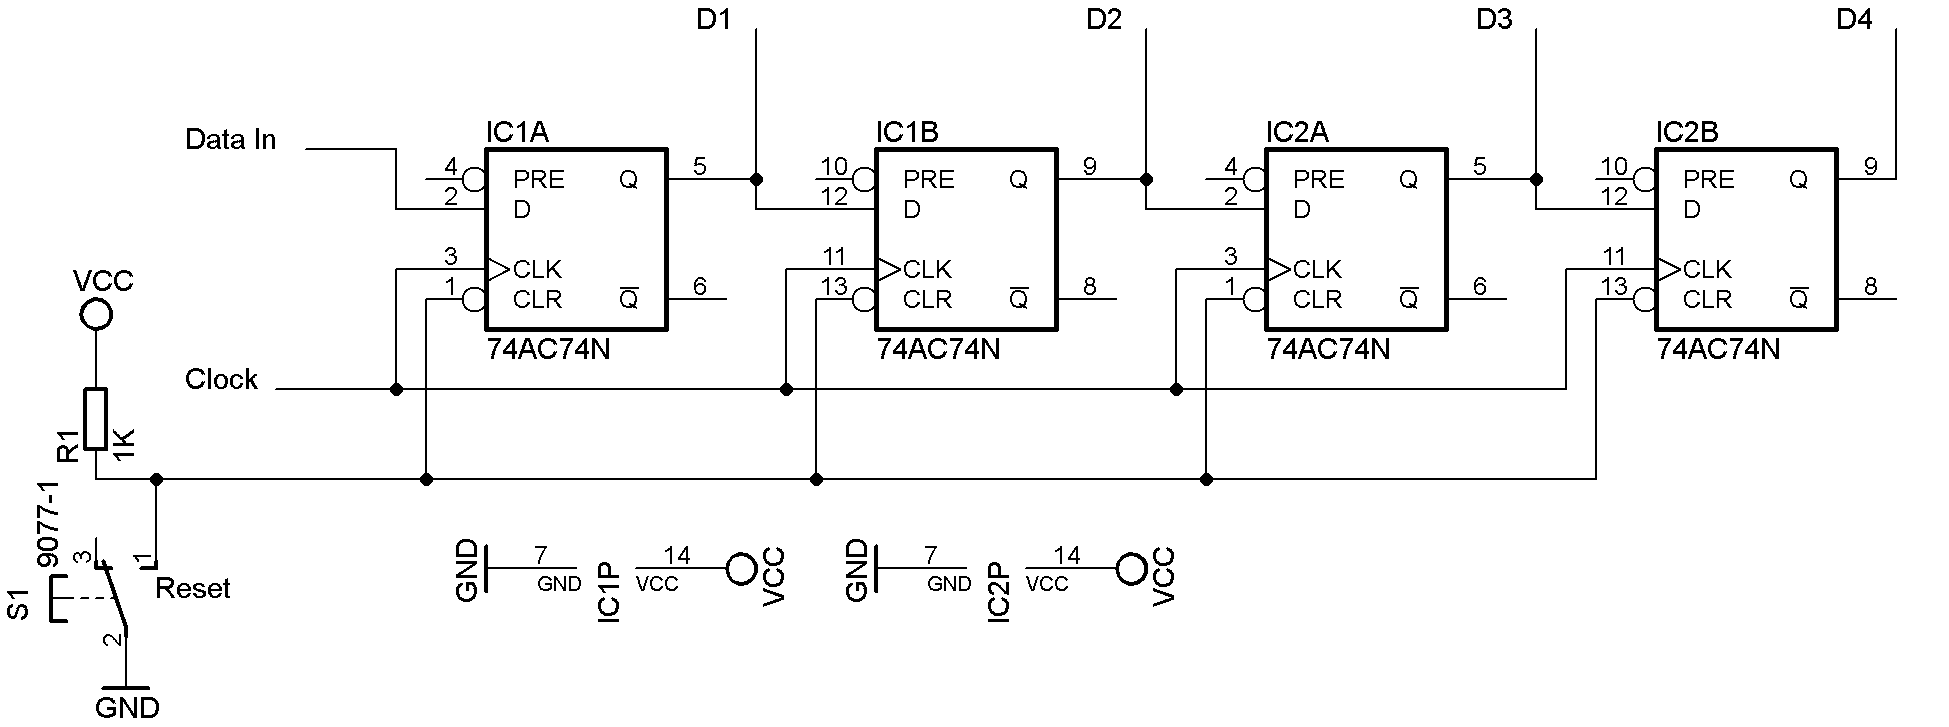 D1 D2 D3 D4
Data In
IC1A IC1B IC2A IC2B
4 PRE Q 5 10 PRE Q 9 4 PRE Q 5 10 PRE Q 9
2 D 12 D 2 D 12 D
3 CLK 11 CLK 3 CLK 11 CLK
1 CLR Q 6 13 CLR Q 8 1 CLR Q 6 13 CLR Q 8
VCC
74AC74N 74AC74N 74AC74N 74AC74N
Clock
R1 1K
9077-1
3 1
S1
Reset
2
GND
GND 7 GND IC1P 14 VCC VCC
GND 7 GND IC2P 14 VCC VCC